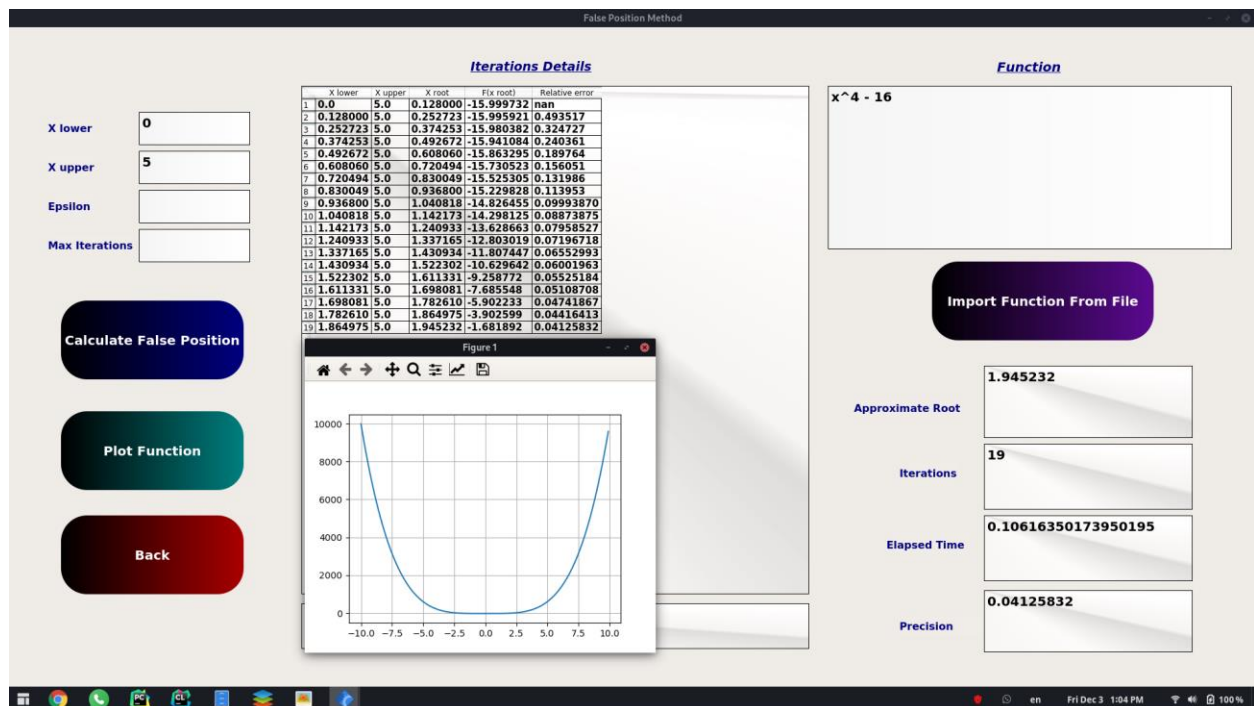 False Position Method
Iterations Details
Function
X lower X upper X root F(x root) Relative error
1 0.0 5.0 0.128000 -15.999732 nan
2 0.128000 5.0 0.252723 -15.995921 0.493517
3 0.252723 5.0 0.374253 -15.980382 0.324727
4 0.374253 5.0 0.492672 -15.941084 0.240361
5 0.492672 5.0 0.608060 -15.863295 0.189764
6 0.608060 5.0 0.720494 -15.730523 0.156051
7 0.720494 5.0 0.830049 -15.525305 0.131986
8 0.830049 5.0 0.936800 -15.229828 0.113953
9 0.936800 5.0 1.040818 -14.826455 0.09993870
10 1.040818 5.0 1.142173 -14.298125 0.08873875
11 1.142173 5.0 1.240933 -13.628663 0.07958527
12 1.240933 5.0 1.337165 -12.803019 0.07196718
13 1.337165 5.0 1.430934 -11.807447 0.06552993
14 1.430934 5.0 1.522302 -10.629642 0.06001963
15 1.522302 5.0 1.611331 -9.258772 0.05525184
16 1.611331 5.0 1.698081 -7.685548 0.05108708
17 1.698081 5.0 1.782610 -5.902233 0.04741867
18 1.782610 5.0 1.864975 -3.902599 0.04416413
19 1.864975 5.0 1.945232 -1.681892 0.04125832
x^4 - 16
X lower 0
X upper 5
Epsilon
Max Iterations
Calculate False Position
Plot Function
Back
Import Function From File
Figure 1
10000
8000
6000
4000
2000
0
−10.0 −7.5 −5.0 −2.5 0.0 2.5 5.0 7.5 10.0
Approximate Root 1.945232
Iterations 19
Elapsed Time 0.10616350173950195
Precision 0.04125832
PC CL en Fri Dec 3 1:04 PM 100 %